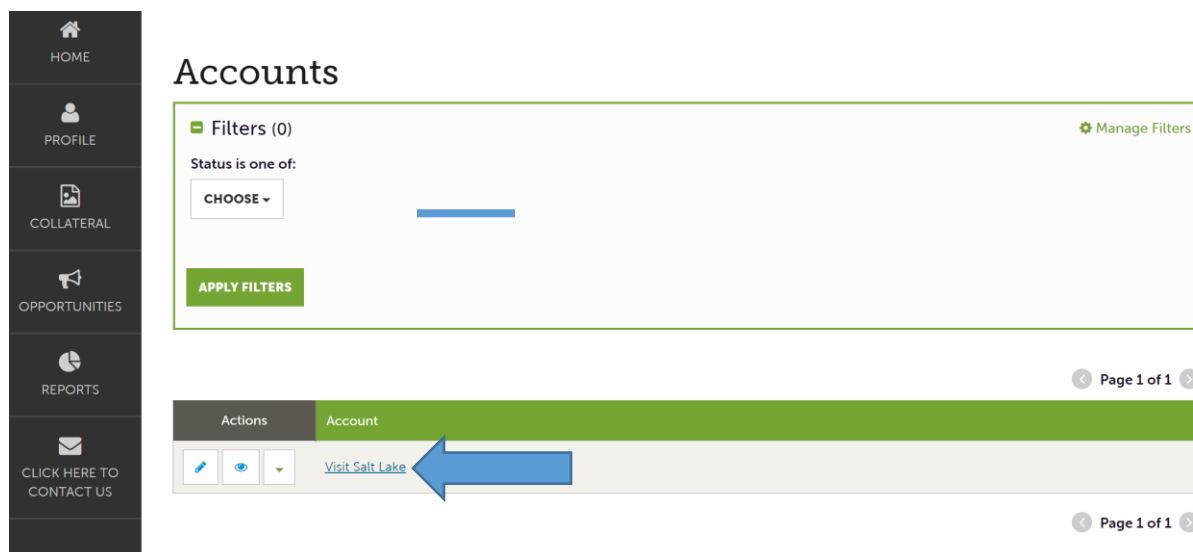 HOME
PROFILE
COLLATERAL
OPPORTUNITIES
REPORTS
CLICK HERE TO
CONTACT US
Accounts
Filters (0)
Manage Filters
Status is one of:
CHOOSE
APPLY FILTERS
Page 1 of 1
Actions Account
Visit Salt Lake
Page 1 of 1